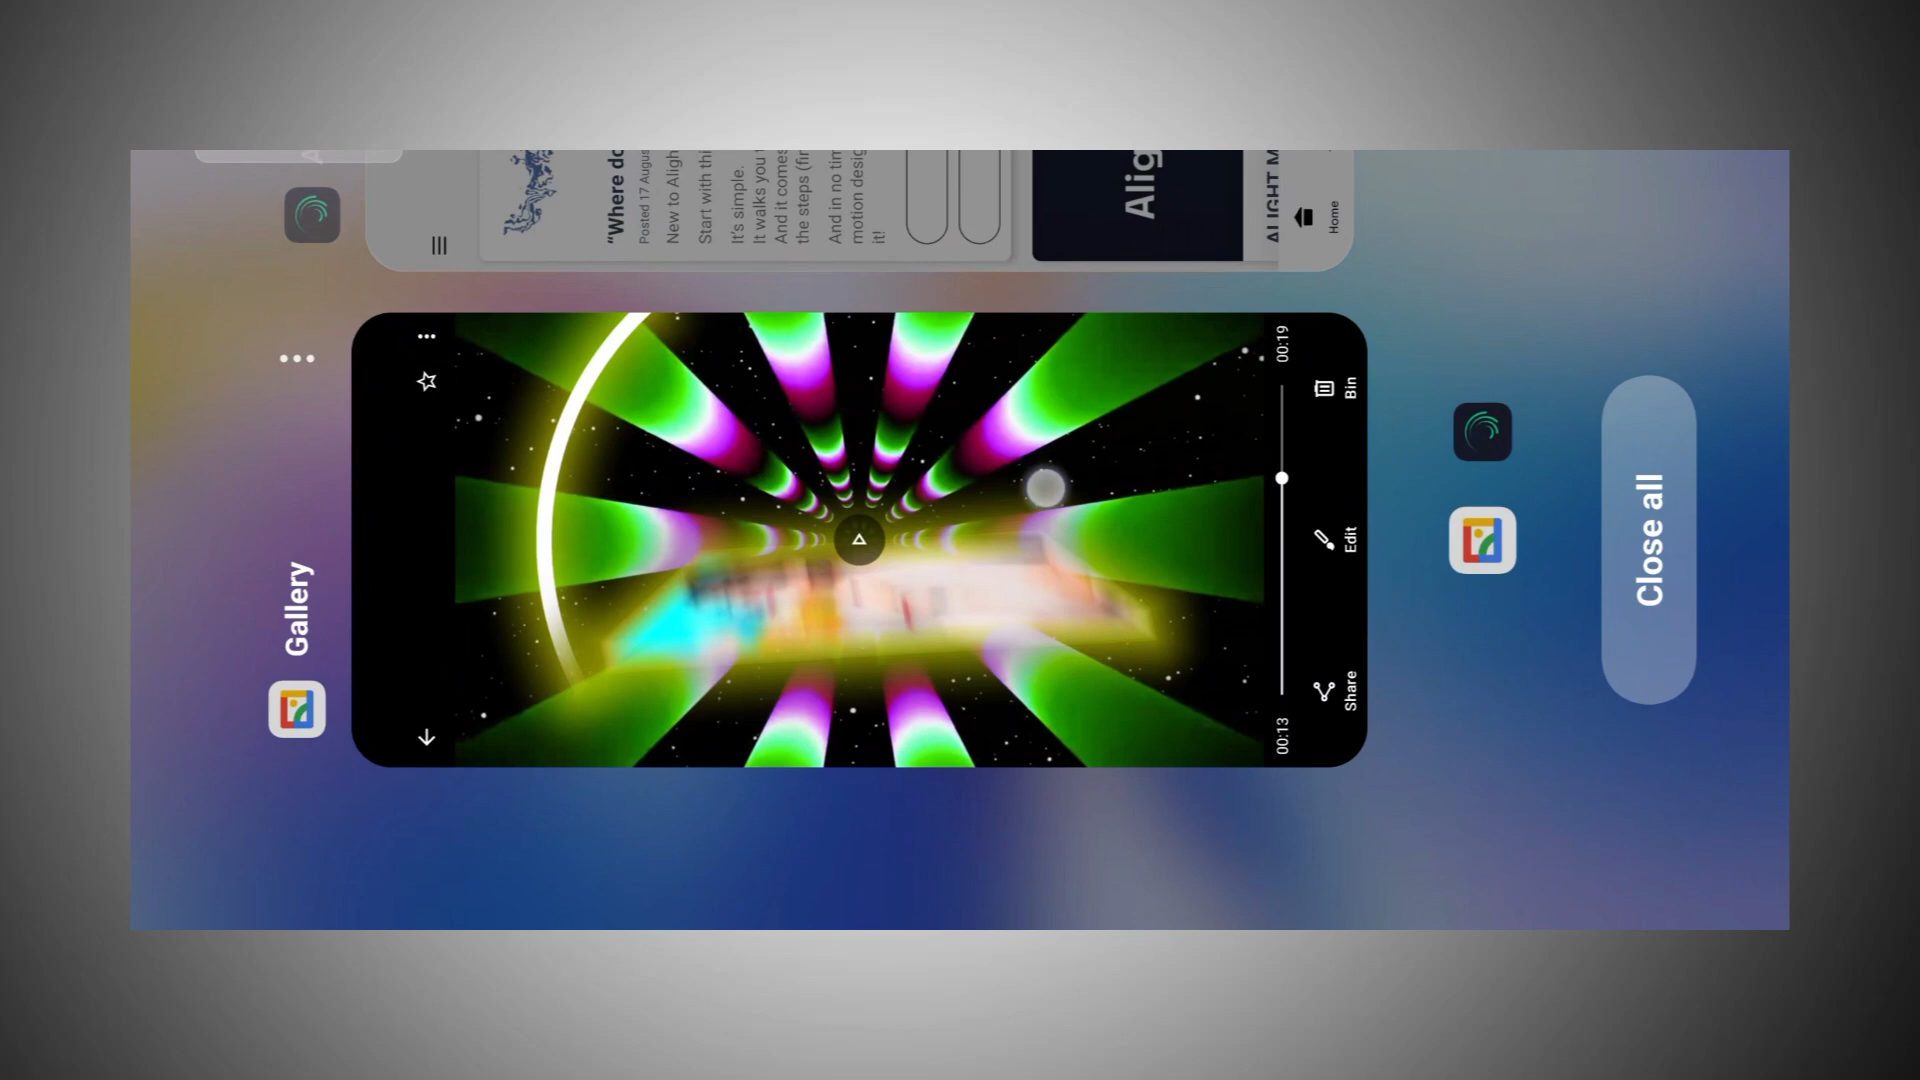 “Where do
Posted 17 Augus
New to Aligh
Start with thi
It's simple.
It walks you
And it comes
the steps (fir
And in no tim
motion desig
it!
Alig
ALIGHT M
Home
Gallery
00:13
00:19
Share
Edit
Bin
Close all